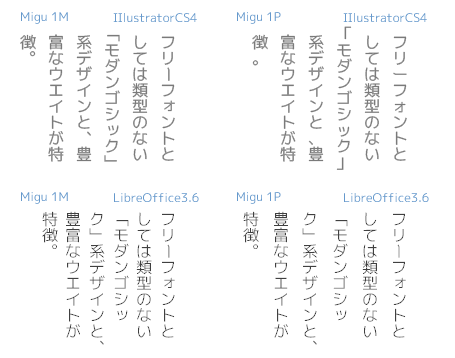 Migu 1M
IIlustratorCS4
フリーフォントと
しては類型のない
「モダンゴシック」
系デザインと、豊
富なウエイトが特
徴。
Migu 1P
IIlustratorCS4
フリーフォントと
しては類型のない
「モダンゴシック」
系デザインと、豊
富なウエイトが特
徴。
Migu 1M
LibreOffice3.6
フリーフォントと
しては類型のない
「モダンゴシッ
ク」系デザインと、
豊富なウエイトが
特徴。
Migu 1P
LibreOffice3.6
フリーフォントと
しては類型のない
「モダンゴシッ
ク」系デザインと、
豊富なウエイトが
特徴。